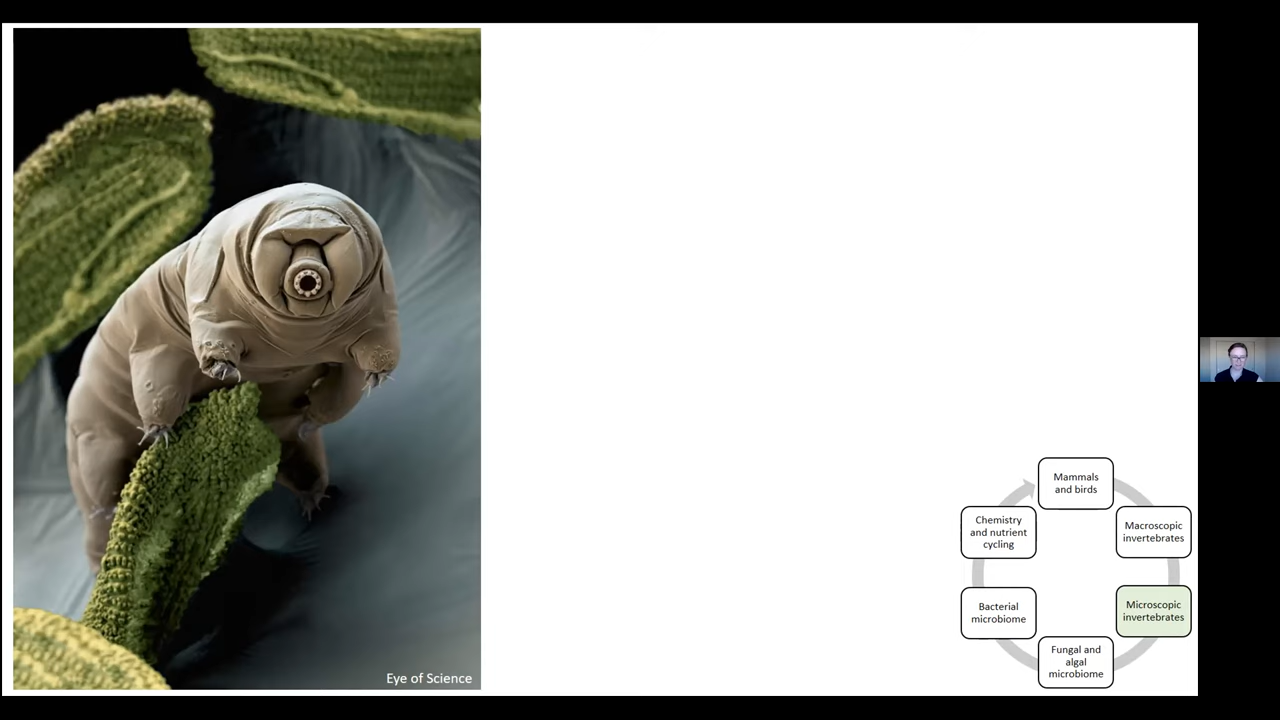 Eye of Science
Mammals
and birds
Macroscopic
invertebrates
Microscopic
invertebrates
Fungal and
algal
microbiome
Bacterial
microbiome
Chemistry
and nutrient
cycling